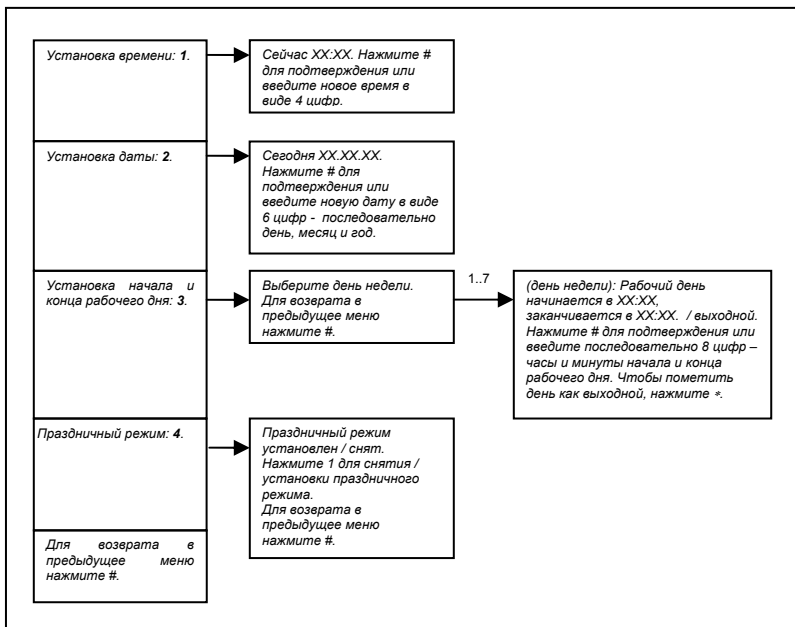 Установка времени: 1.
Сейчас XX:XX. Нажмите #
для подтверждения или
введите новое время в
виде 4 цифр.
Установка даты: 2.
Сегодня XX.XX.XX.
Нажмите # для
подтверждения или
введите новую дату в виде
6 цифр - последовательно
день, месяц и год.
Установка начала и
конца рабочего дня: 3.
Выберите день недели.
Для возврата в
предыдущее меню
нажмите #.
1..7
(день недели): Рабочий день
начинается в XX:XX,
заканчивается в XX:XX. / выходной.
Нажмите # для подтверждения или
введите последовательно 8 цифр –
часы и минуты начала и конца
рабочего дня. Чтобы пометить
день как выходной, нажмите *.
Праздничный режим: 4.
Праздничный режим
установлен / снят.
Нажмите 1 для снятия /
установки праздничного
режима.
Для возврата в
предыдущее меню
нажмите #.
Для возврата в
предыдущее меню
нажмите #.